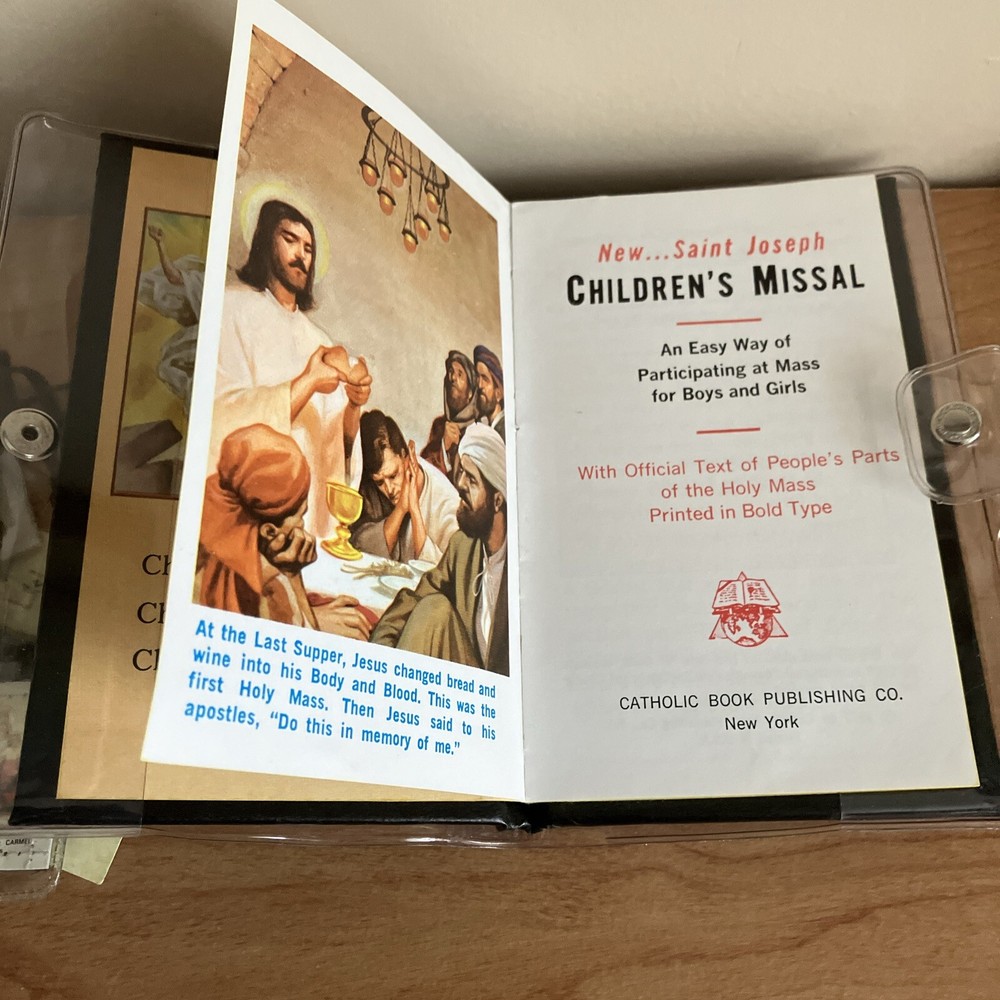 At the Last Supper, Jesus changed bread and
wine into his Body and Blood. This was the
first Holy Mass. Then Jesus said to his
apostles, “Do this in memory of me.”
New...Saint Joseph
CHILDREN'S MISSAL
An Easy Way of
Participating at Mass
for Boys and Girls
With Official Text of People's Parts
of the Holy Mass
Printed in Bold Type
CATHOLIC BOOK PUBLISHING CO.
New York